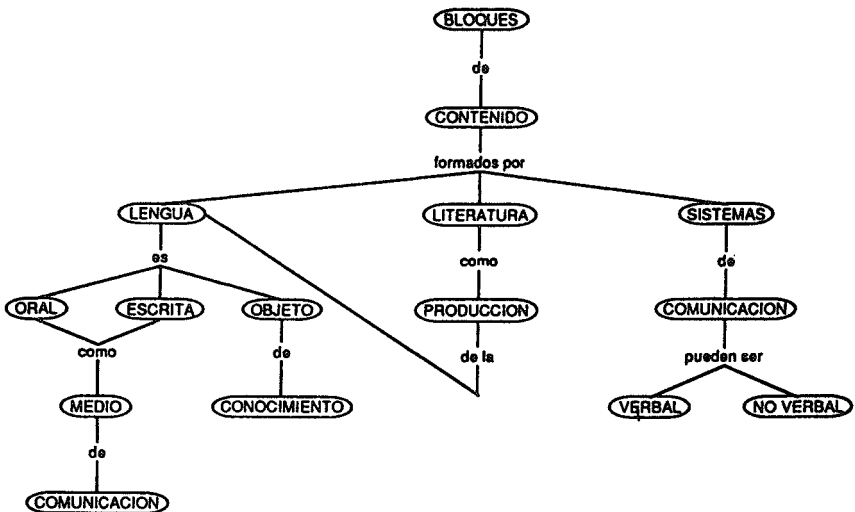 BLOQUES
de
CONTENIDO
formados por
LENGUA LITERATURA SISTEMAS
es como de
ORAL ESCRITA OBJETO PRODUCCION COMUNICACION
como de de la pueden ser
MEDIO CONOCIMIENTO VERBAL NO VERBAL
de
COMUNICACION